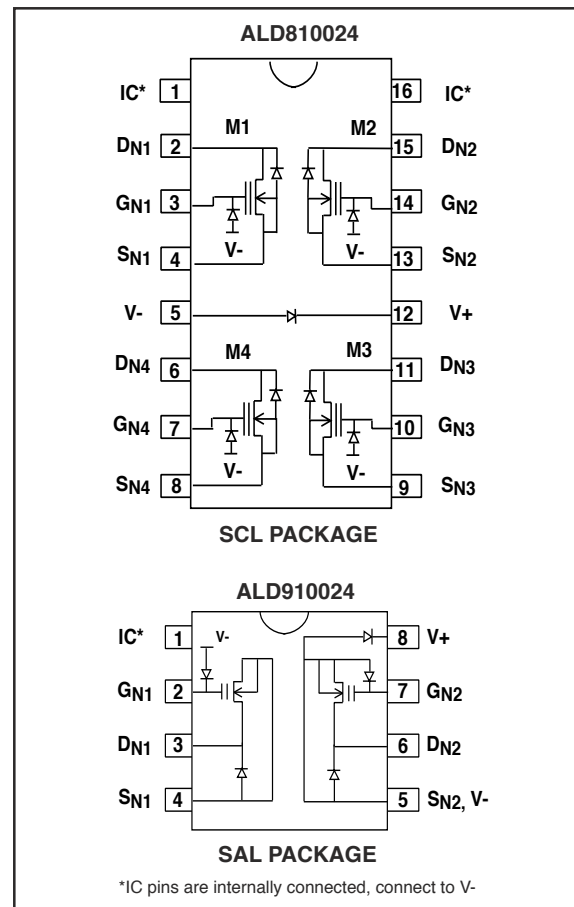 ALD810024
IC* 1 16 IC*
M1 M2
DN1 2 15 DN2
GN1 3 14 GN2
V- V-
SN1 4 13 SN2
V- 5 12 V+
M4 M3
DN4 6 11 DN3
GN4 7 10 GN3
V- V-
SN4 8 9 SN3
SCL PACKAGE
ALD910024
IC* 1 V- 8 V+
GN1 2 7 GN2
DN1 3 6 DN2
SN1 4 5 SN2, V-
SAL PACKAGE
*IC pins are internally connected, connect to V-